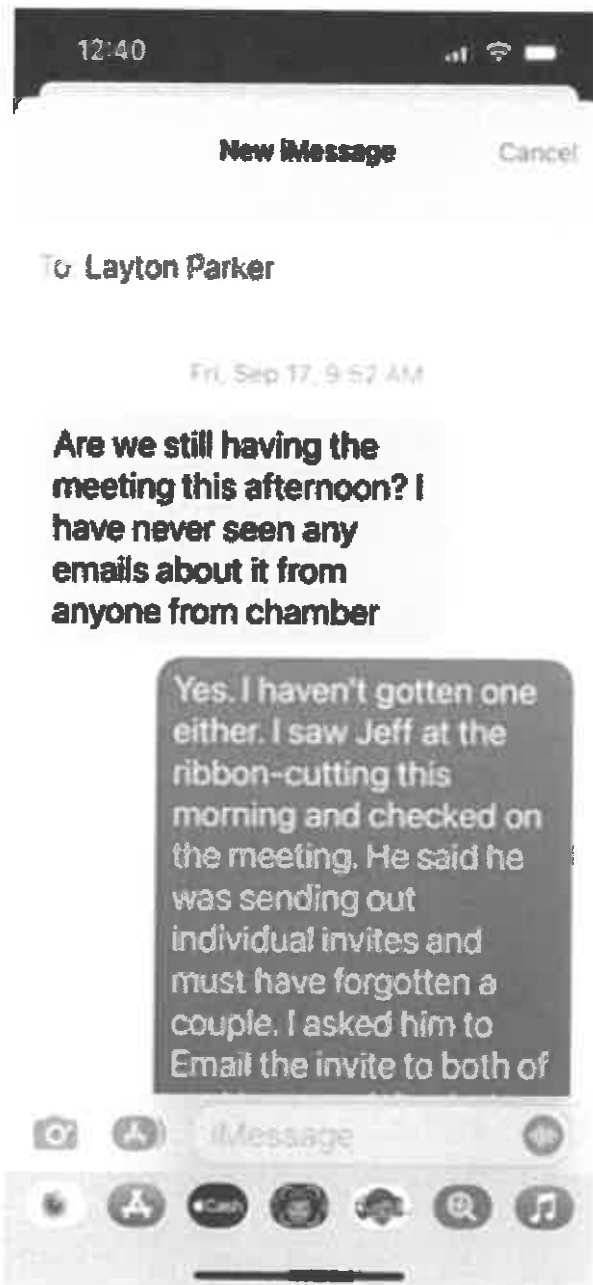 12:40
New iMessage
Cancel
To: Layton Parker
Fri, Sep 17, 9:52 AM
Are we still having the
meeting this afternoon? I
have never seen any
emails about it from
anyone from chamber
Yes. I haven't gotten one
either. I saw Jeff at the
ribbon-cutting this
morning and checked on
the meeting. He said he
was sending out
individual invites and
must have forgotten a
couple. I asked him to
Email the invite to both of
iMessage
Cash